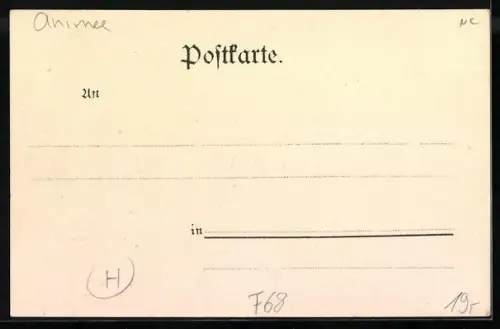 Animee
NC
Postkarte.
An
in
H
F68
19,-